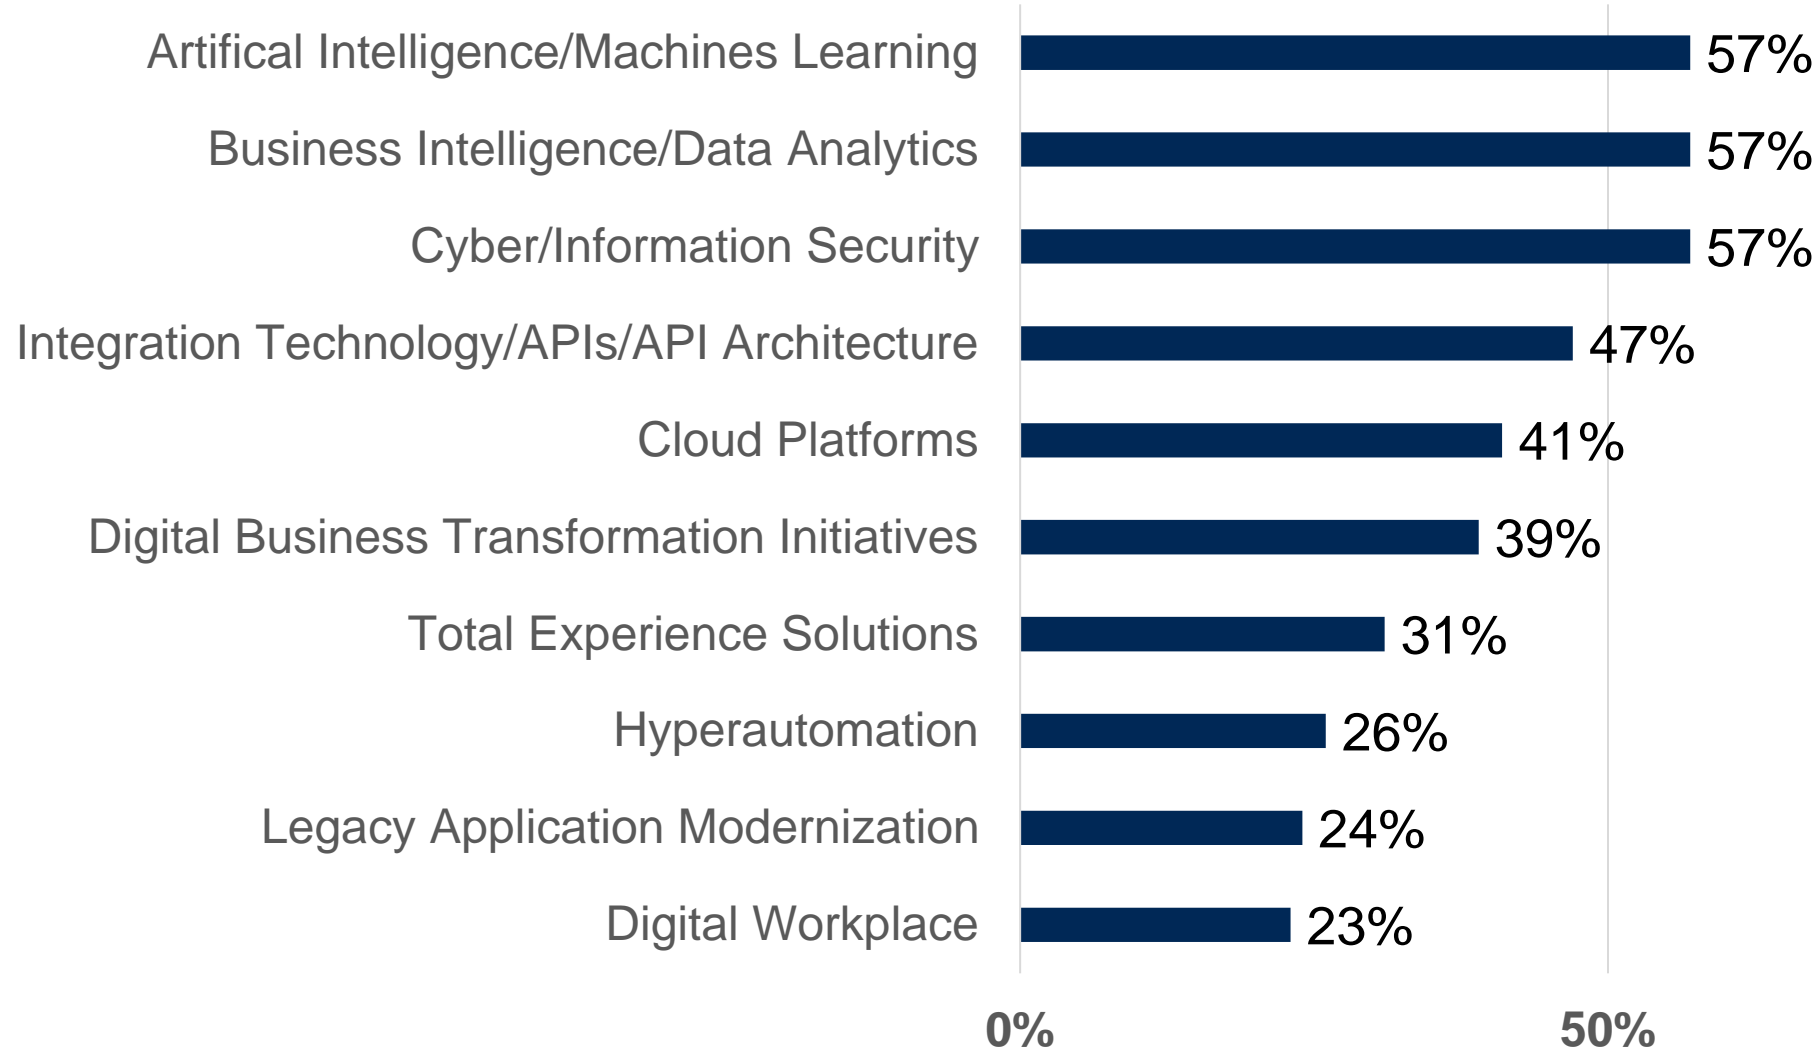 Artifical Intelligence/Machines Learning 57%
Business Intelligence/Data Analytics 57%
Cyber/Information Security 57%
Integration Technology/APIs/API Architecture 47%
Cloud Platforms 41%
Digital Business Transformation Initiatives 39%
Total Experience Solutions 31%
Hyperautomation 26%
Legacy Application Modernization 24%
Digital Workplace 23%
0% 50%